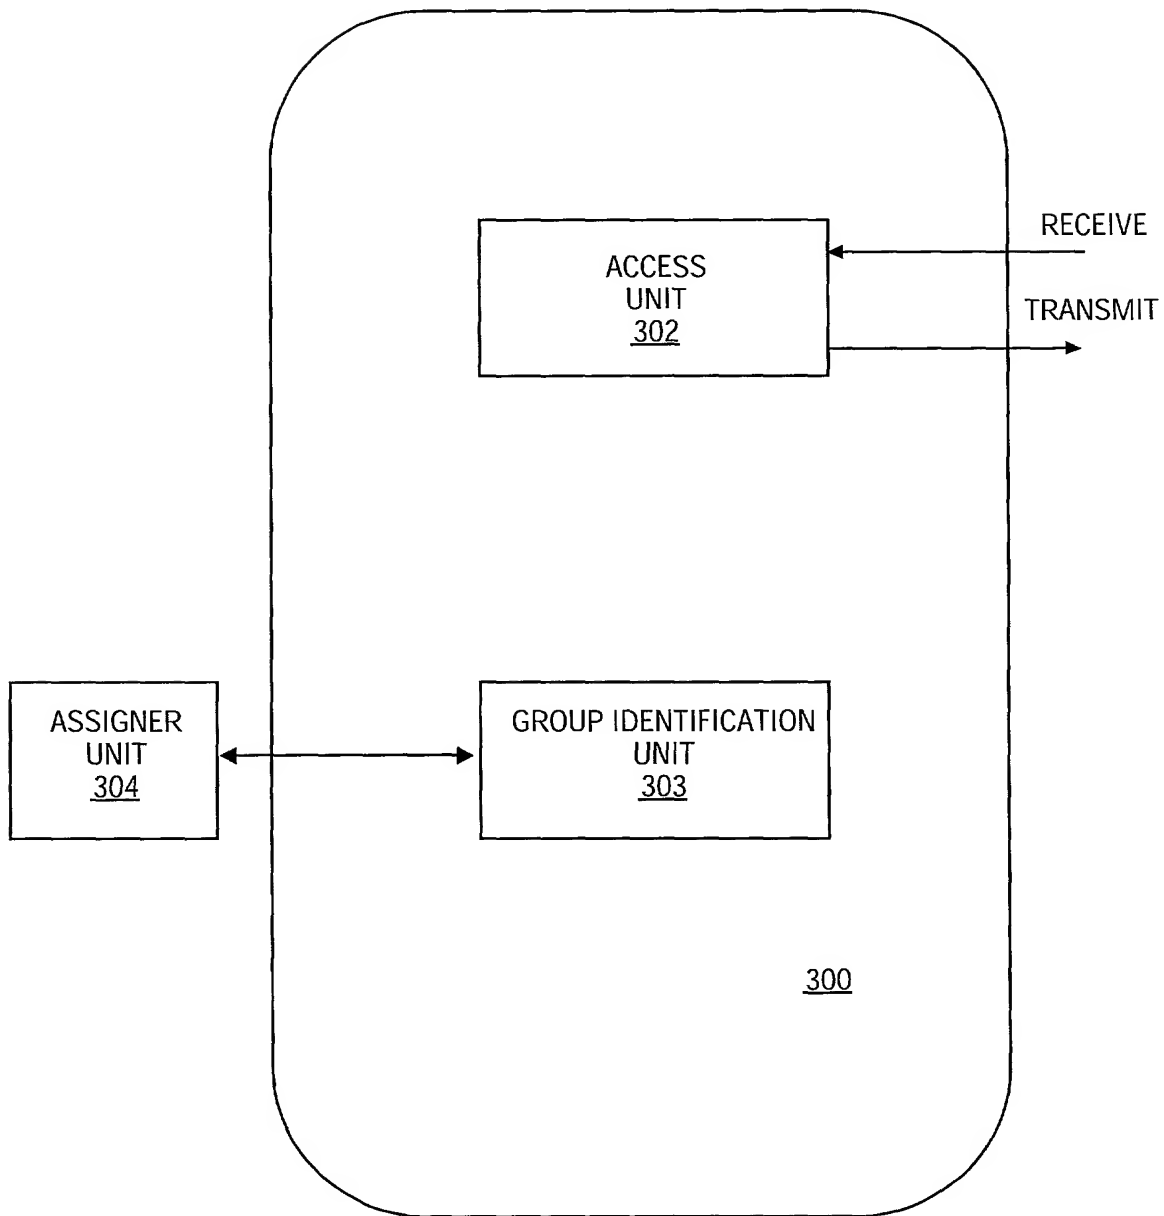 RECEIVE
ACCESS
UNIT
302
TRANSMIT
ASSIGNER
UNIT
304
GROUP IDENTIFICATION
UNIT
303
300